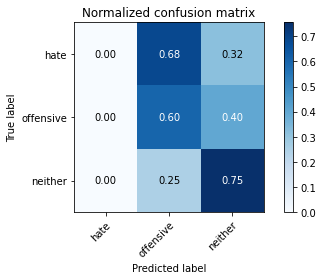 Normalized confusion matrix
True label
hate
0.00 0.68 0.32
offensive
0.00 0.60 0.40
neither
0.00 0.25 0.75
hate
offensive
neither
Predicted label
0.7
0.6
0.5
0.4
0.3
0.2
0.1
0.0